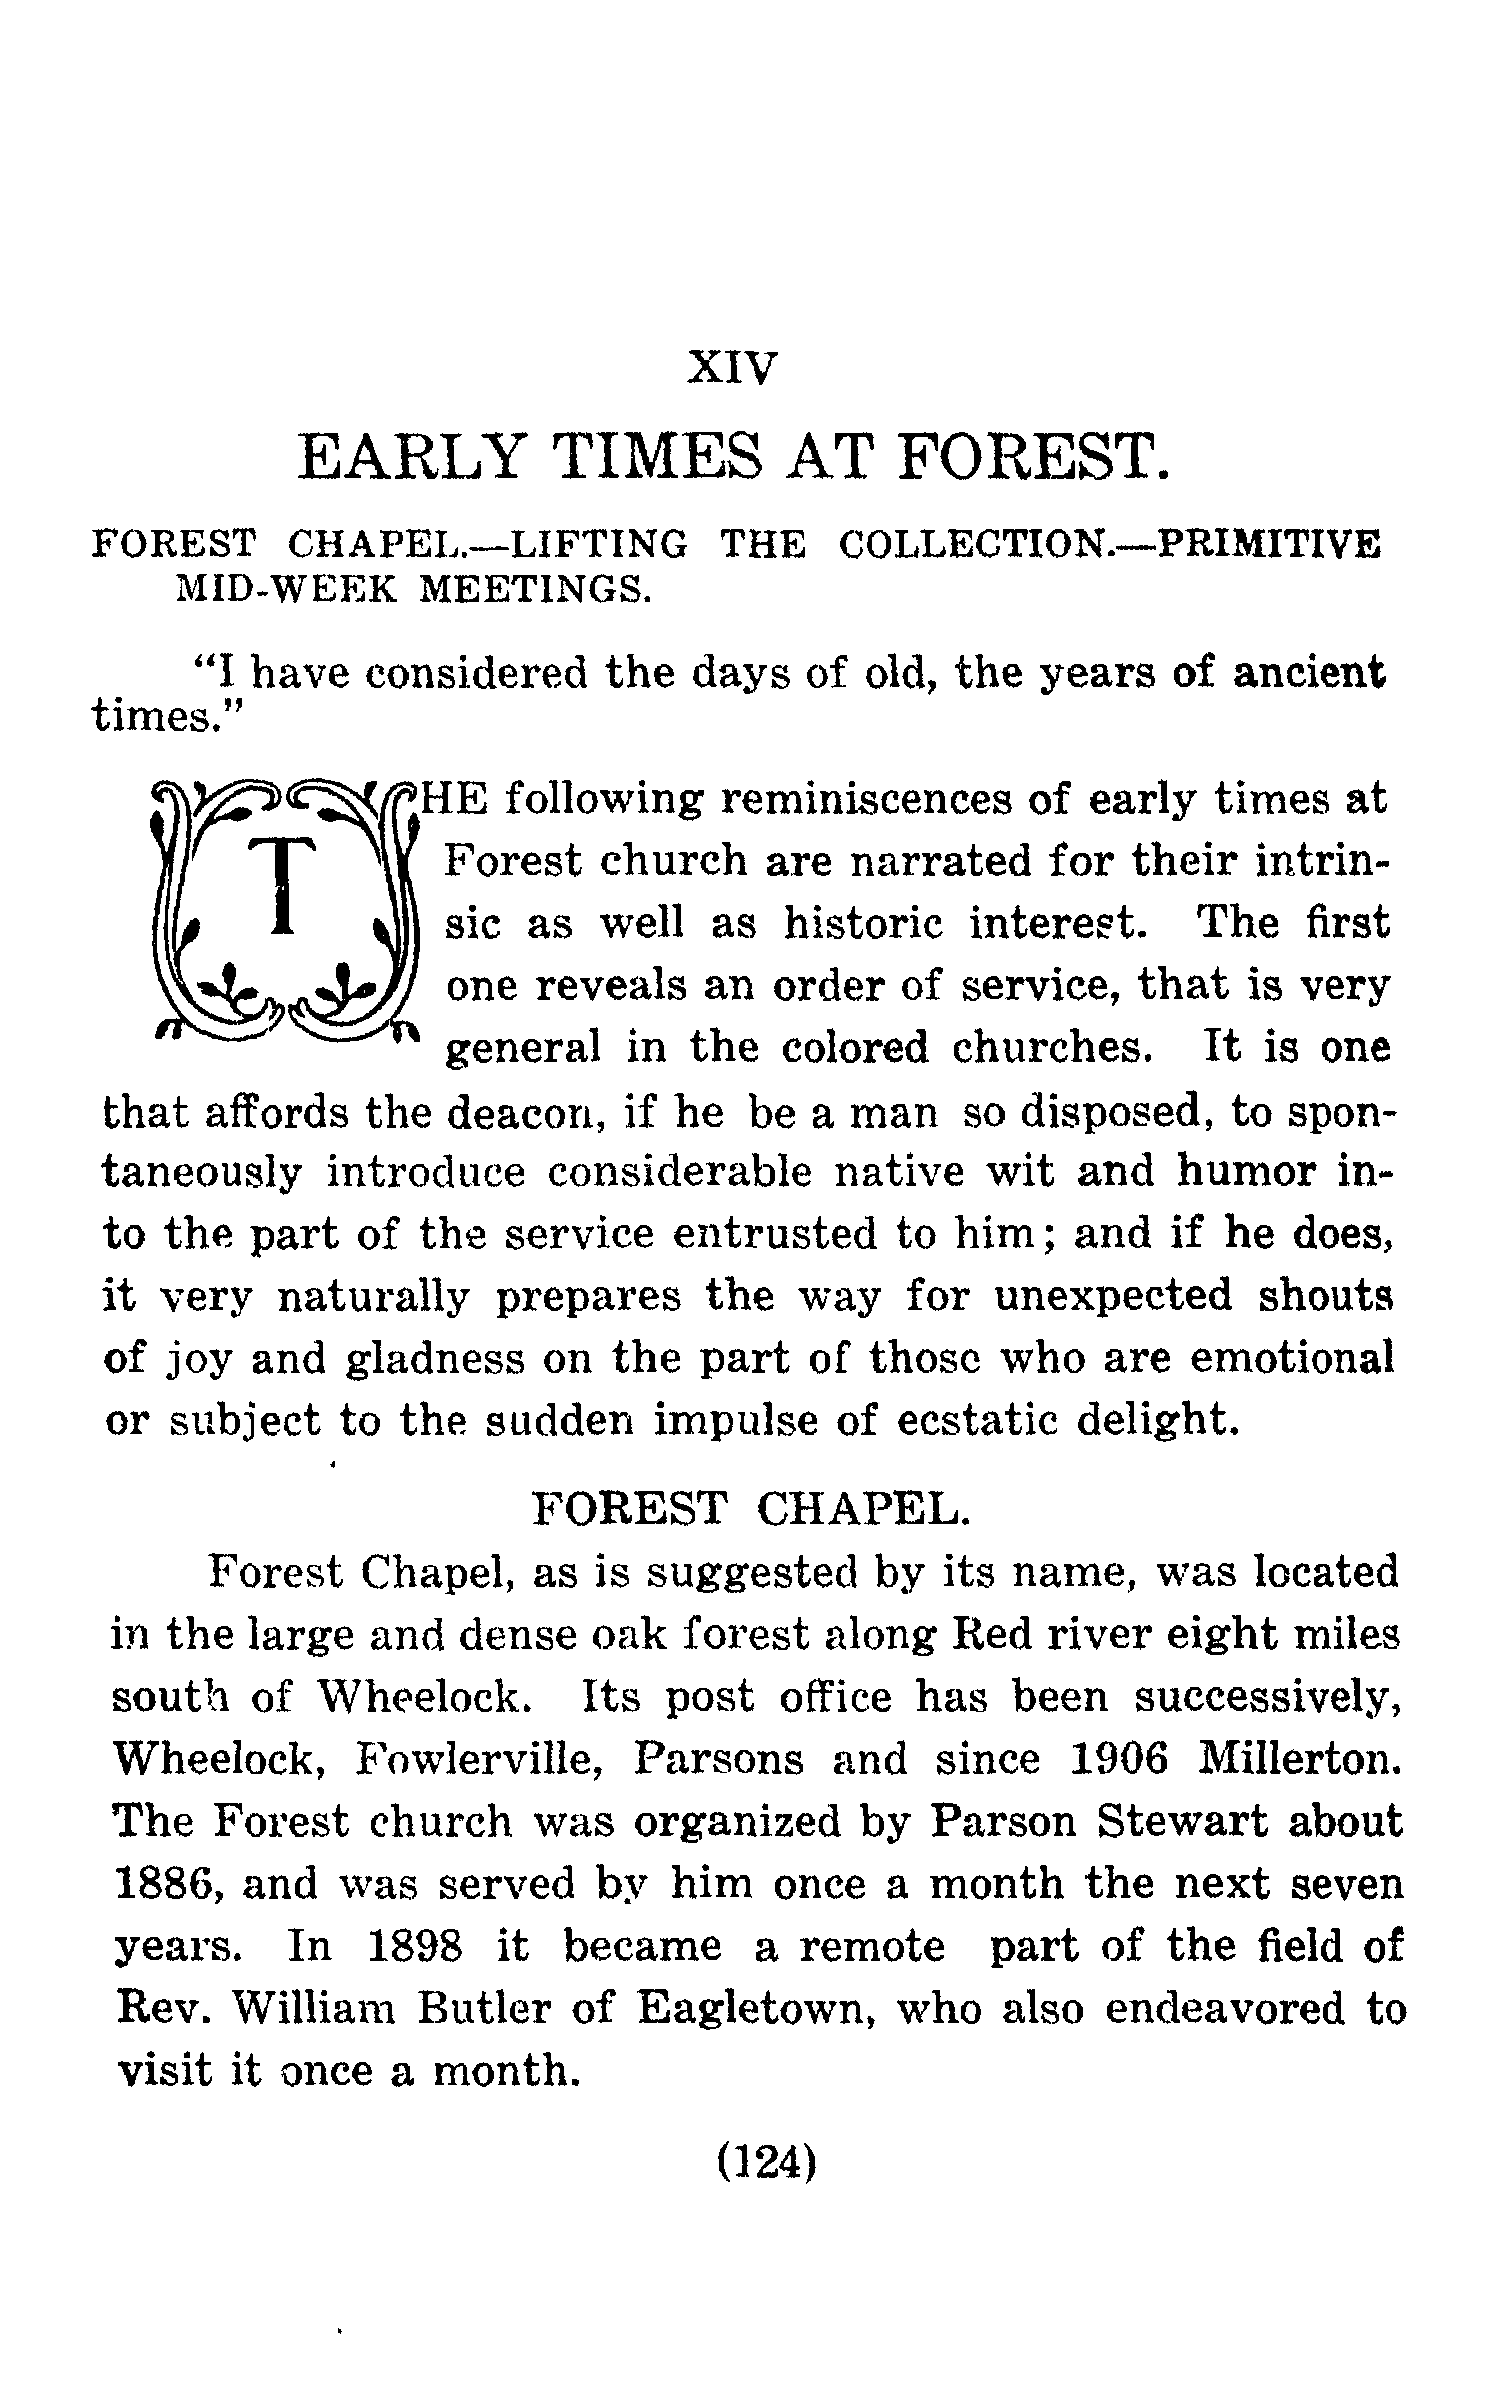 XIV
EARLY TIMES AT FOREST.
FOREST CHAPEL.—LIFTING THE COLLECTION.—PRIMITIVE
MID-WEEK MEETINGS.
"I have considered the days of old, the years of ancient
times."
THE following reminiscences of early times at
Forest church are narrated for their intrin-
sic as well as historic interest. The first
one reveals an order of service, that is very
general in the colored churches. It is one
that affords the deacon, if he be a man so disposed, to spon-
taneously introduce considerable native wit and humor in-
to the part of the service entrusted to him; and if he does,
it very naturally prepares the way for unexpected shouts
of joy and gladness on the part of those who are emotional
or subject to the sudden impulse of ecstatic delight.
FOREST CHAPEL.
Forest Chapel, as is suggested by its name, was located
in the large and dense oak forest along Red river eight miles
south of Wheelock. Its post office has been successively,
Wheelock, Fowlerville, Parsons and since 1906 Millerton.
The Forest church was organized by Parson Stewart about
1886, and was served by him once a month the next seven
years. In 1898 it became a remote part of the field of
Rev. William Butler of Eagletown, who also endeavored to
visit it once a month.
(124)